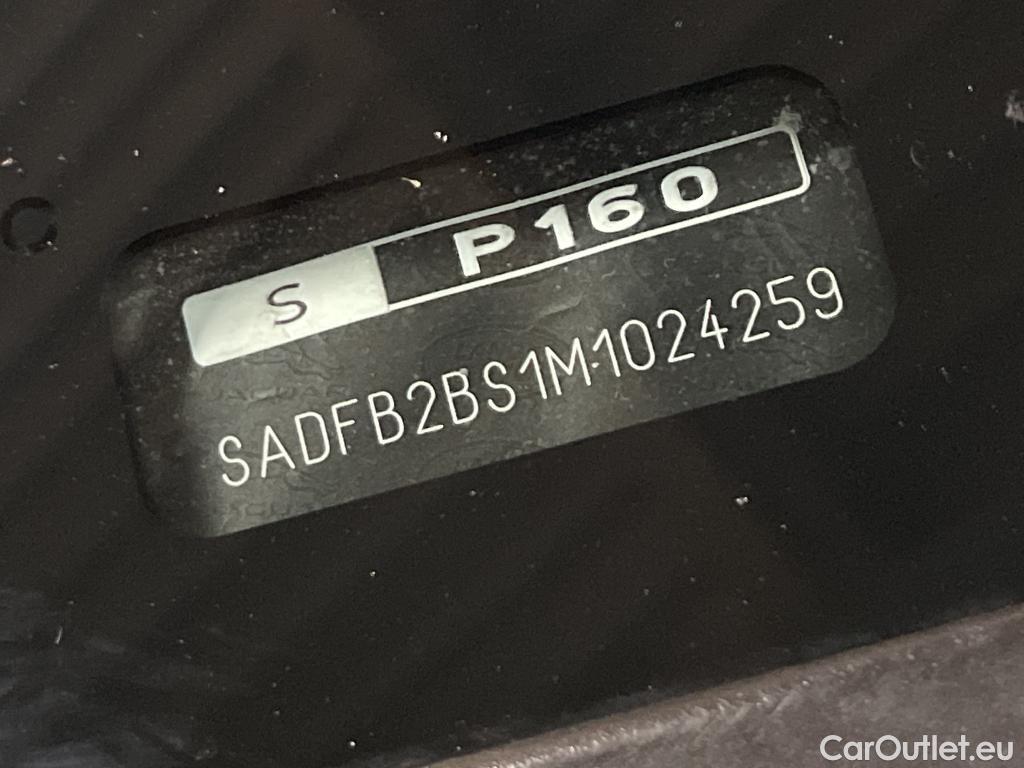 S P160
SADFB2BS1M1024259
C
CarOutlet.eu